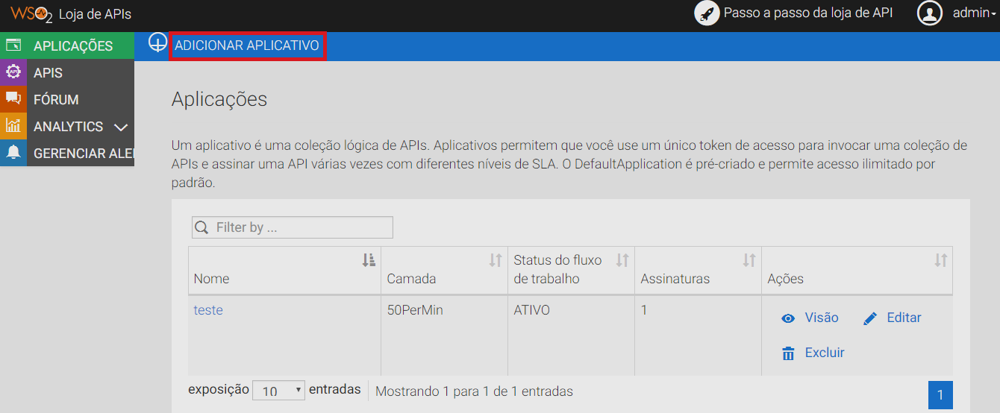 WSO2 Loja de APIs
Passo a passo da loja de API
admin
APLICAÇÕES
ADICIONAR APLICATIVO
APIS
FÓRUM
ANALYTICS
GERENCIAR ALE
Aplicações
Um aplicativo é uma coleção lógica de APIs. Aplicativos permitem que você use um único token de acesso para invocar uma coleção de
APIs e assinar uma API várias vezes com diferentes níveis de SLA. O DefaultApplication é pré-criado e permite acesso ilimitado por
padrão.
Filter by ...
Nome
Camada
Status do fluxo
de trabalho
Assinaturas
Ações
teste
50PerMin
ATIVO
1
Visão
Editar
Excluir
exposição 10 entradas
Mostrando 1 para 1 de 1 entradas
1